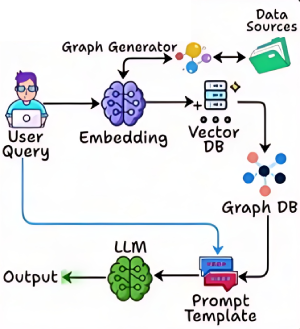 Data
Sources
Graph Generator
User
Query
Embedding
Vector
DB
Graph DB
LLM
Output
Prompt
Template